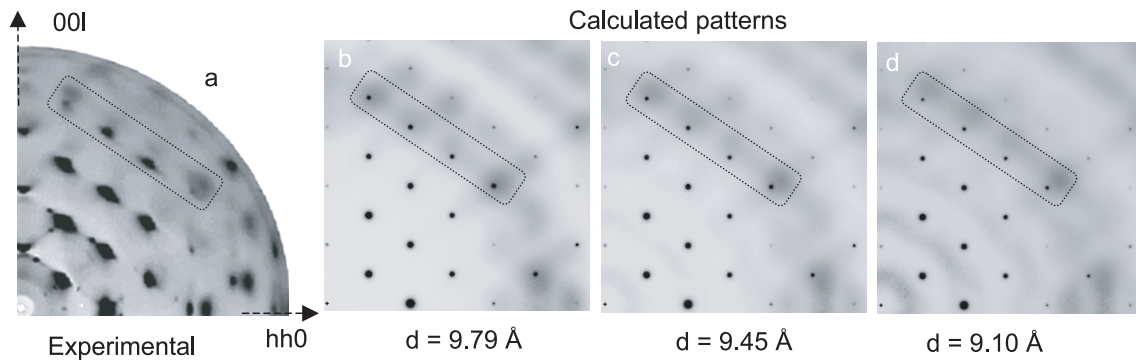 00l
Calculated patterns
a
b
c
d
hh0
Experimental
d = 9.79 Å
d = 9.45 Å
d = 9.10 Å